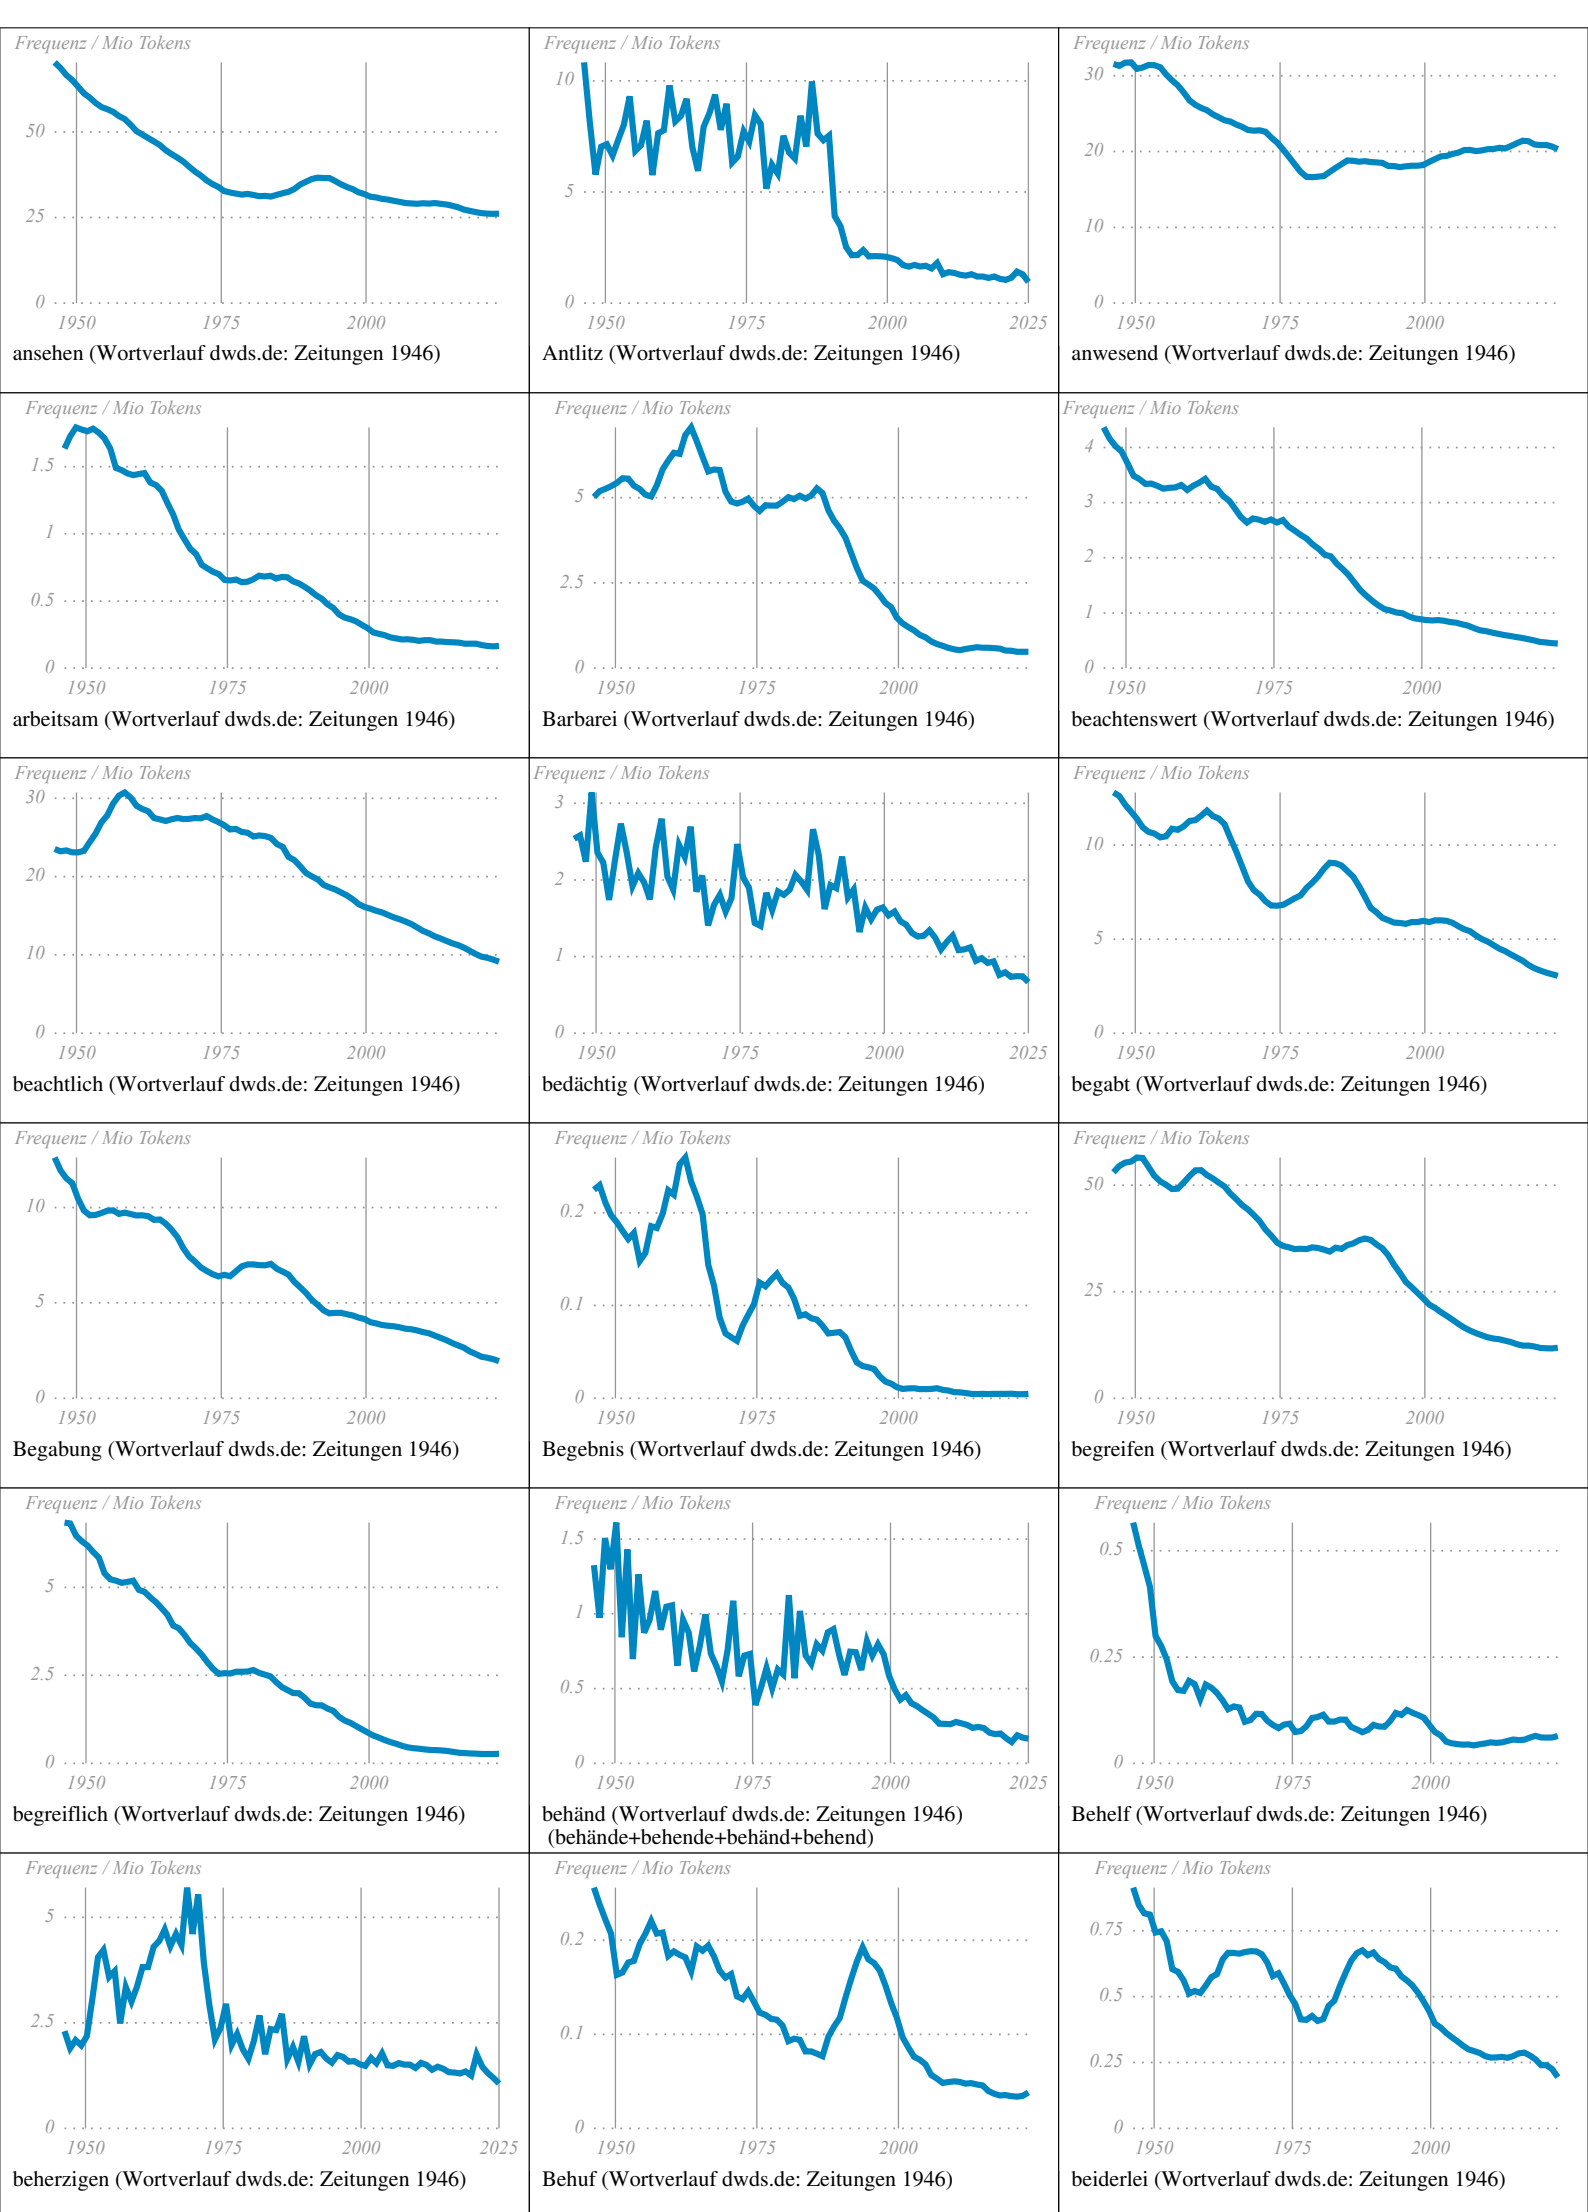 Frequenz / Mio Tokens
50
25
0
1950 1975 2000
ansehen (Wortverlauf dwds.de: Zeitungen 1946)
Frequenz / Mio Tokens
10
5
0
1950 1975 2000 2025
Antlitz (Wortverlauf dwds.de: Zeitungen 1946)
Frequenz / Mio Tokens
30
20
10
0
1950 1975 2000
anwesend (Wortverlauf dwds.de: Zeitungen 1946)
Frequenz / Mio Tokens
1.5
1
0.5
0
1950 1975 2000
arbeitsam (Wortverlauf dwds.de: Zeitungen 1946)
Frequenz / Mio Tokens
5
2.5
0
1950 1975 2000
Barbarei (Wortverlauf dwds.de: Zeitungen 1946)
Frequenz / Mio Tokens
4
3
2
1
0
1950 1975 2000
beachtenswert (Wortverlauf dwds.de: Zeitungen 1946)
Frequenz / Mio Tokens
30
20
10
0
1950 1975 2000
beachtlich (Wortverlauf dwds.de: Zeitungen 1946)
Frequenz / Mio Tokens
3
2
1
0
1950 1975 2000 2025
bedächtig (Wortverlauf dwds.de: Zeitungen 1946)
Frequenz / Mio Tokens
10
5
0
1950 1975 2000
begabt (Wortverlauf dwds.de: Zeitungen 1946)
Frequenz / Mio Tokens
10
5
0
1950 1975 2000
Begabung (Wortverlauf dwds.de: Zeitungen 1946)
Frequenz / Mio Tokens
0.2
0.1
0
1950 1975 2000
Begebnis (Wortverlauf dwds.de: Zeitungen 1946)
Frequenz / Mio Tokens
50
25
0
1950 1975 2000
begreifen (Wortverlauf dwds.de: Zeitungen 1946)
Frequenz / Mio Tokens
5
2.5
0
1950 1975 2000
begreiflich (Wortverlauf dwds.de: Zeitungen 1946)
Frequenz / Mio Tokens
1.5
1
0.5
0
1950 1975 2000 2025
behänd (Wortverlauf dwds.de: Zeitungen 1946)
(behände+behende+behänd+behend)
Frequenz / Mio Tokens
0.5
0.25
0
1950 1975 2000
Behelf (Wortverlauf dwds.de: Zeitungen 1946)
Frequenz / Mio Tokens
5
2.5
0
1950 1975 2000 2025
beherzigen (Wortverlauf dwds.de: Zeitungen 1946)
Frequenz / Mio Tokens
0.2
0.1
0
1950 1975 2000
Behuf (Wortverlauf dwds.de: Zeitungen 1946)
Frequenz / Mio Tokens
0.75
0.5
0.25
0
1950 1975 2000
beiderlei (Wortverlauf dwds.de: Zeitungen 1946)